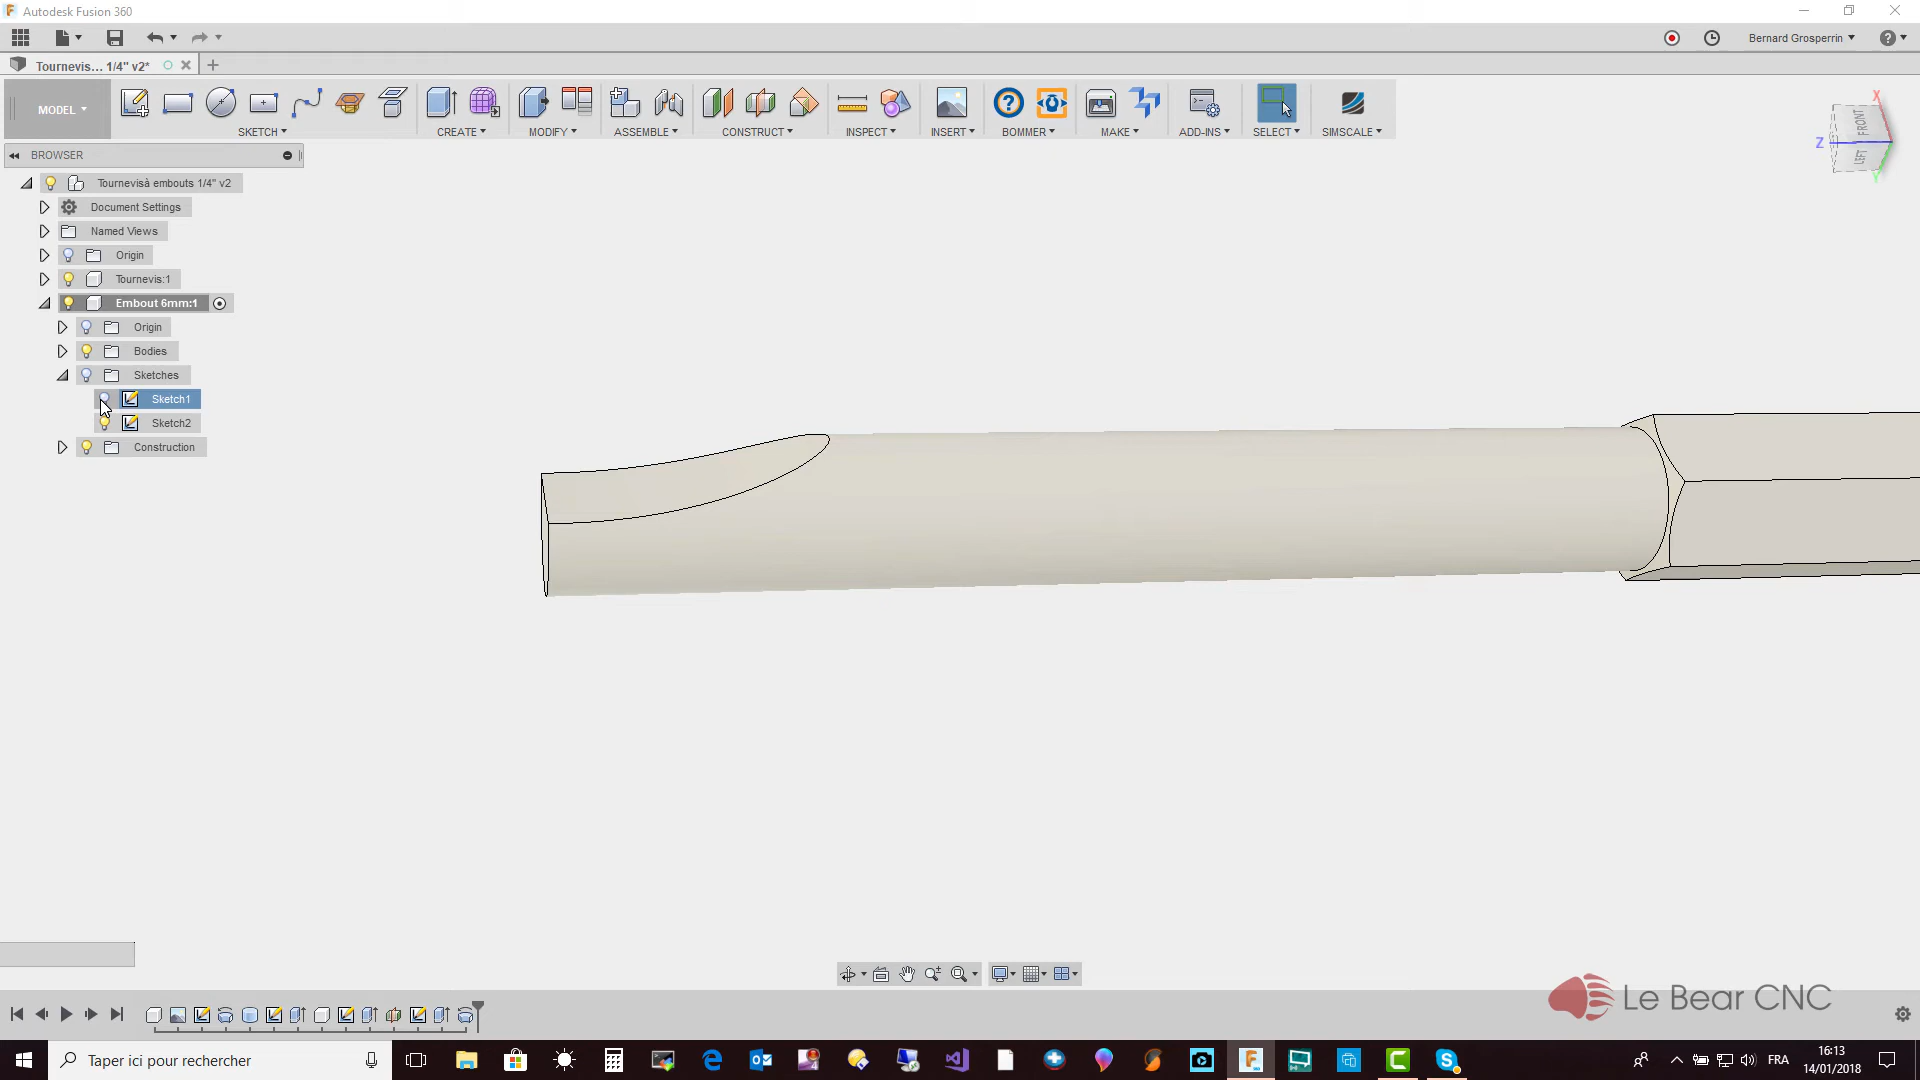 Autodesk Fusion 360
Bernard Grosperrin
Tournevis... 1/4" v2*
MODEL
SKETCH
CREATE
MODIFY
ASSEMBLE
CONSTRUCT
INSPECT
INSERT
BOMMER
MAKE
ADD-INS
SELECT
SIMSCALE
X
FRONT
LEFT
Z
Y
BROWSER
Tournevisà embouts 1/4" v2
Document Settings
Named Views
Origin
Tournevis:1
Embout 6mm:1
Origin
Bodies
Sketches
Sketch1
Sketch2
Construction
Le Bear CNC
Taper ici pour rechercher
FRA
16:13
14/01/2018